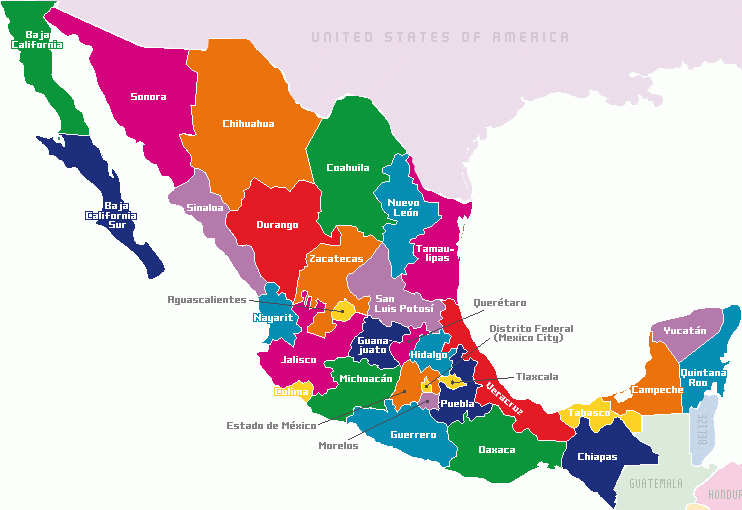 UNITED STATES OF AMERICA
Baja
California
Sonora
Chihuahua
Coahuila
Nuevo
León
Tamau-
lipas
Baja
California
Sur
Sinaloa
Durango
Zacatecas
San
Luis Potosí
Aguascalientes
Nayarit
Querétaro
Distrito Federal
(Mexico City)
Guana-
juato
Hidalgo
Jalisco
Michoacán
Tlaxcala
Colima
Puebla
Veracruz
Yucatán
Quintana
Roo
Campeche
Tabasco
Estado de México
Morelos
Guerrero
Oaxaca
Chiapas
BELIZE
GUATEMALA
HONDUR